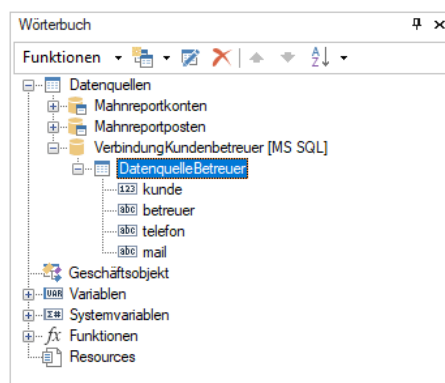 Wörterbuch
Funktionen
Datenquellen
Mahnreportkonten
Mahnreportposten
VerbindungKundenbetreuer [MS SQL]
DatenquelleBetreuer
123 kunde
abc betreuer
abc telefon
abc mail
Geschäftsobjekt
VAR Variablen
Σ# Systemvariablen
fx Funktionen
Resources